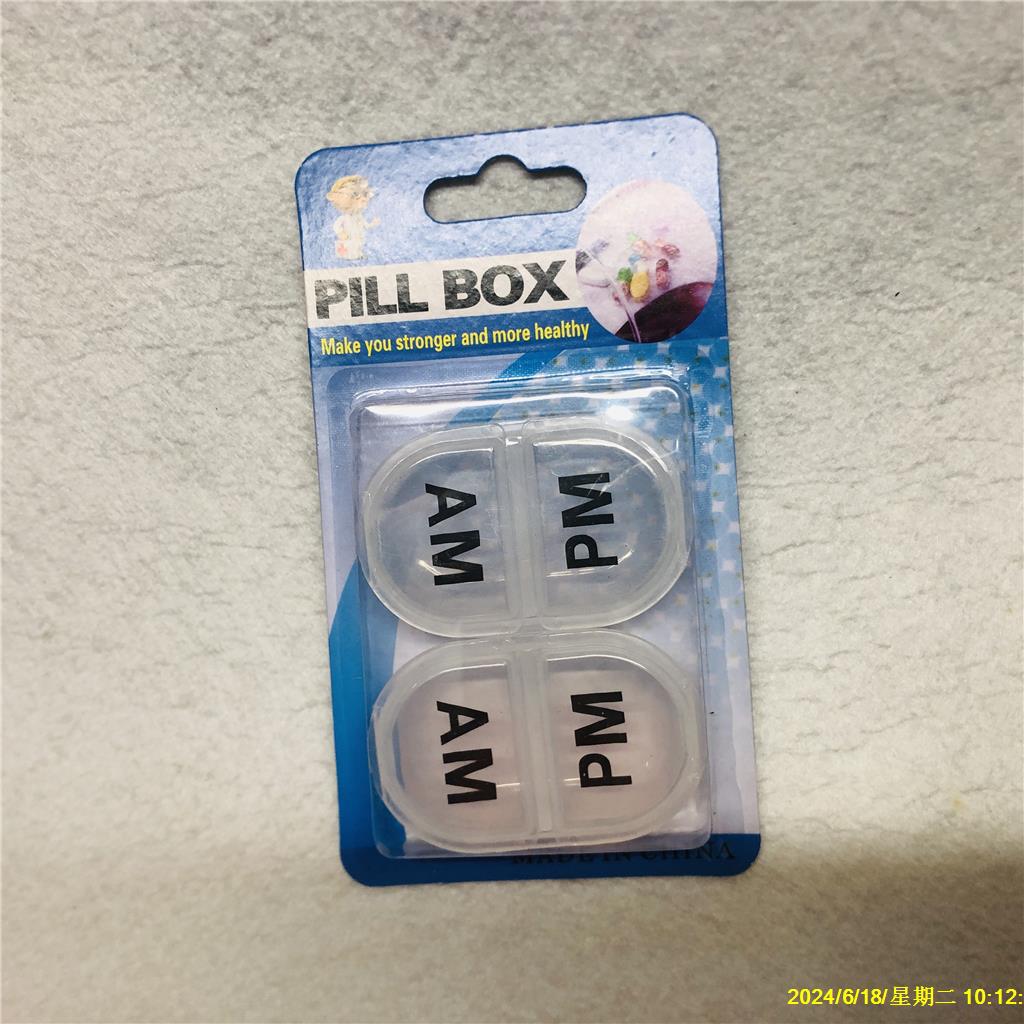 PILL BOX
Make you stronger and more healthy
AM PM
AM PM
MADE IN CHINA
2024/6/18/星期二 10:12: